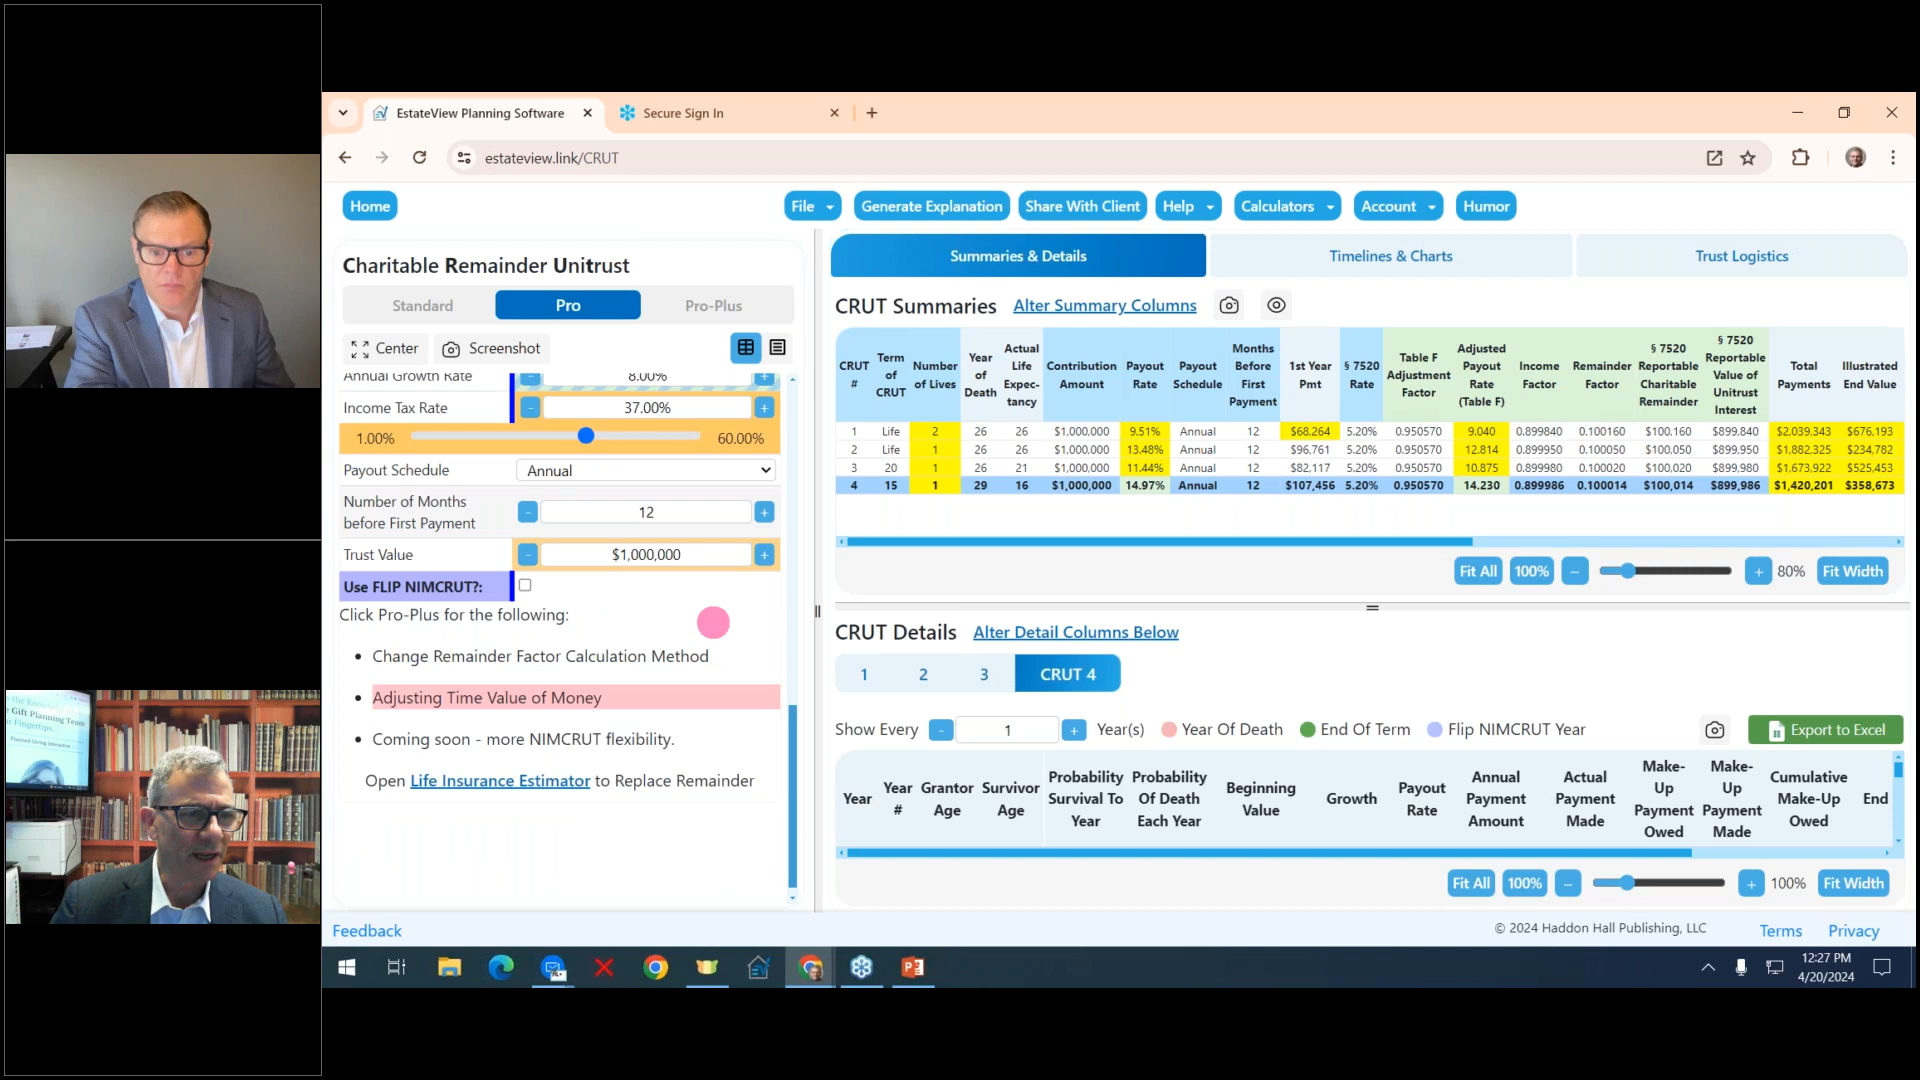 EstateView Planning Software
Secure Sign In
estateview.link/CRUT
Home
File
Generate Explanation
Share With Client
Help
Calculators
Account
Humor
Charitable Remainder Unitrust
Standard
Pro
Pro-Plus
Center
Screenshot
Annual Growth Rate
- 8.00% +
Income Tax Rate
- 37.00% +
1.00% 60.00%
Payout Schedule
Annual
Number of Months
before First Payment
- 12 +
Trust Value
- $1,000,000 +
Use FLIP NIMCRUT?:
Click Pro-Plus for the following:
• Change Remainder Factor Calculation Method
• Adjusting Time Value of Money
• Coming soon - more NIMCRUT flexibility.
Open Life Insurance Estimator to Replace Remainder
Feedback
Summaries & Details
Timelines & Charts
Trust Logistics
CRUT Summaries
Alter Summary Columns
CRUT #
Term of CRUT
Number of Lives
Year of Death
Actual Life Expec-tancy
Contribution Amount
Payout Rate
Payout Schedule
Months Before First Payment
1st Year Pmt
§ 7520 Rate
Table F Adjustment Factor
Adjusted Payout Rate (Table F)
Income Factor
Remainder Factor
§ 7520 Reportable Charitable Remainder
§ 7520 Reportable Value of Unitrust Interest
Total Payments
Illustrated End Value
1 Life 2 26 26 $1,000,000 9.51% Annual 12 $68,264 5.20% 0.950570 9.040 0.899840 0.100160 $100,160 $899,840 $2,039,343 $676,193
2 Life 1 26 26 $1,000,000 13.48% Annual 12 $96,761 5.20% 0.950570 12.814 0.899950 0.100050 $100,050 $899,950 $1,882,325 $234,782
3 20 1 26 21 $1,000,000 11.44% Annual 12 $82,117 5.20% 0.950570 10.875 0.899980 0.100020 $100,020 $899,980 $1,673,922 $525,453
4 15 1 29 16 $1,000,000 14.97% Annual 12 $107,456 5.20% 0.950570 14.230 0.899986 0.100014 $100,014 $899,986 $1,420,201 $358,673
Fit All
100%
- + 80%
Fit Width
CRUT Details
Alter Detail Columns Below
1 2 3 CRUT 4
Show Every - 1 + Year(s)
Year Of Death
End Of Term
Flip NIMCRUT Year
Export to Excel
Year
Year #
Grantor Age
Survivor Age
Probability Survival To Year
Probability Of Death Each Year
Beginning Value
Growth
Payout Rate
Annual Payment Amount
Actual Payment Made
Make-Up Payment Owed
Make-Up Payment Made
Cumulative Make-Up Owed
End
Fit All
100%
- + 100%
Fit Width
© 2024 Haddon Hall Publishing, LLC
Terms
Privacy
12:27 PM
4/20/2024
Gift Planning Team